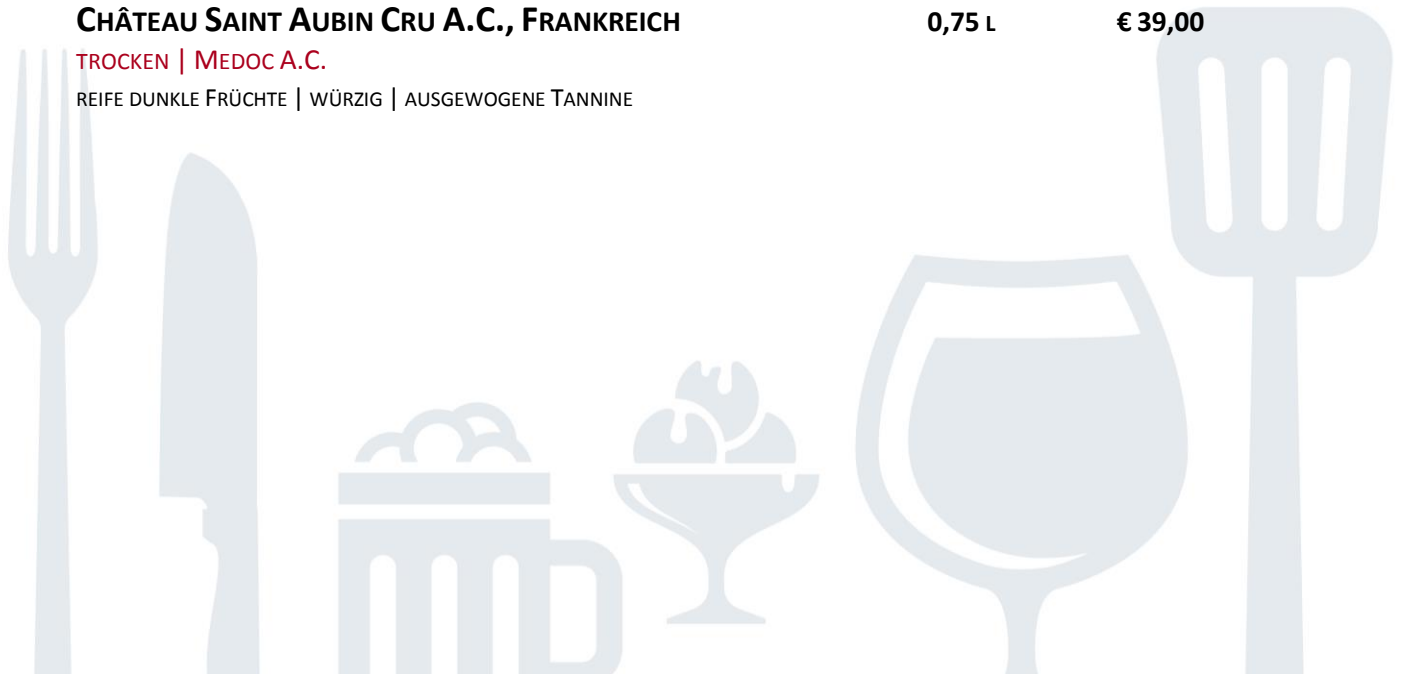 CHÂTEAU SAINT AUBIN CRU A.C., FRANKREICH 0,75 L € 39,00
TROCKEN | MEDOC A.C.
REIFE DUNKLE FRÜCHTE | WÜRZIG | AUSGEWOGENE TANNINE